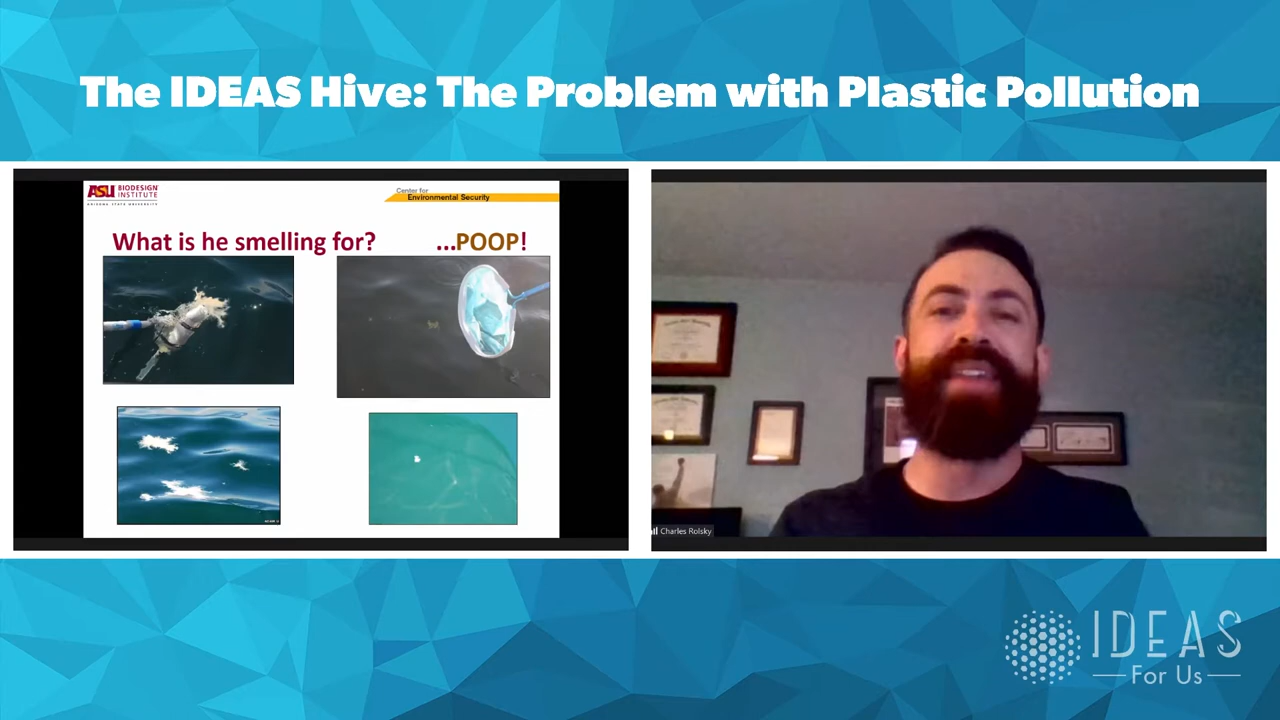 The IDEAS Hive: The Problem with Plastic Pollution
ASU BIODESIGN INSTITUTE
ARIZONA STATE UNIVERSITY
Center for
Environmental Security
What is he smelling for? ...POOP!
Charles Rolsky
IDEAS
For Us